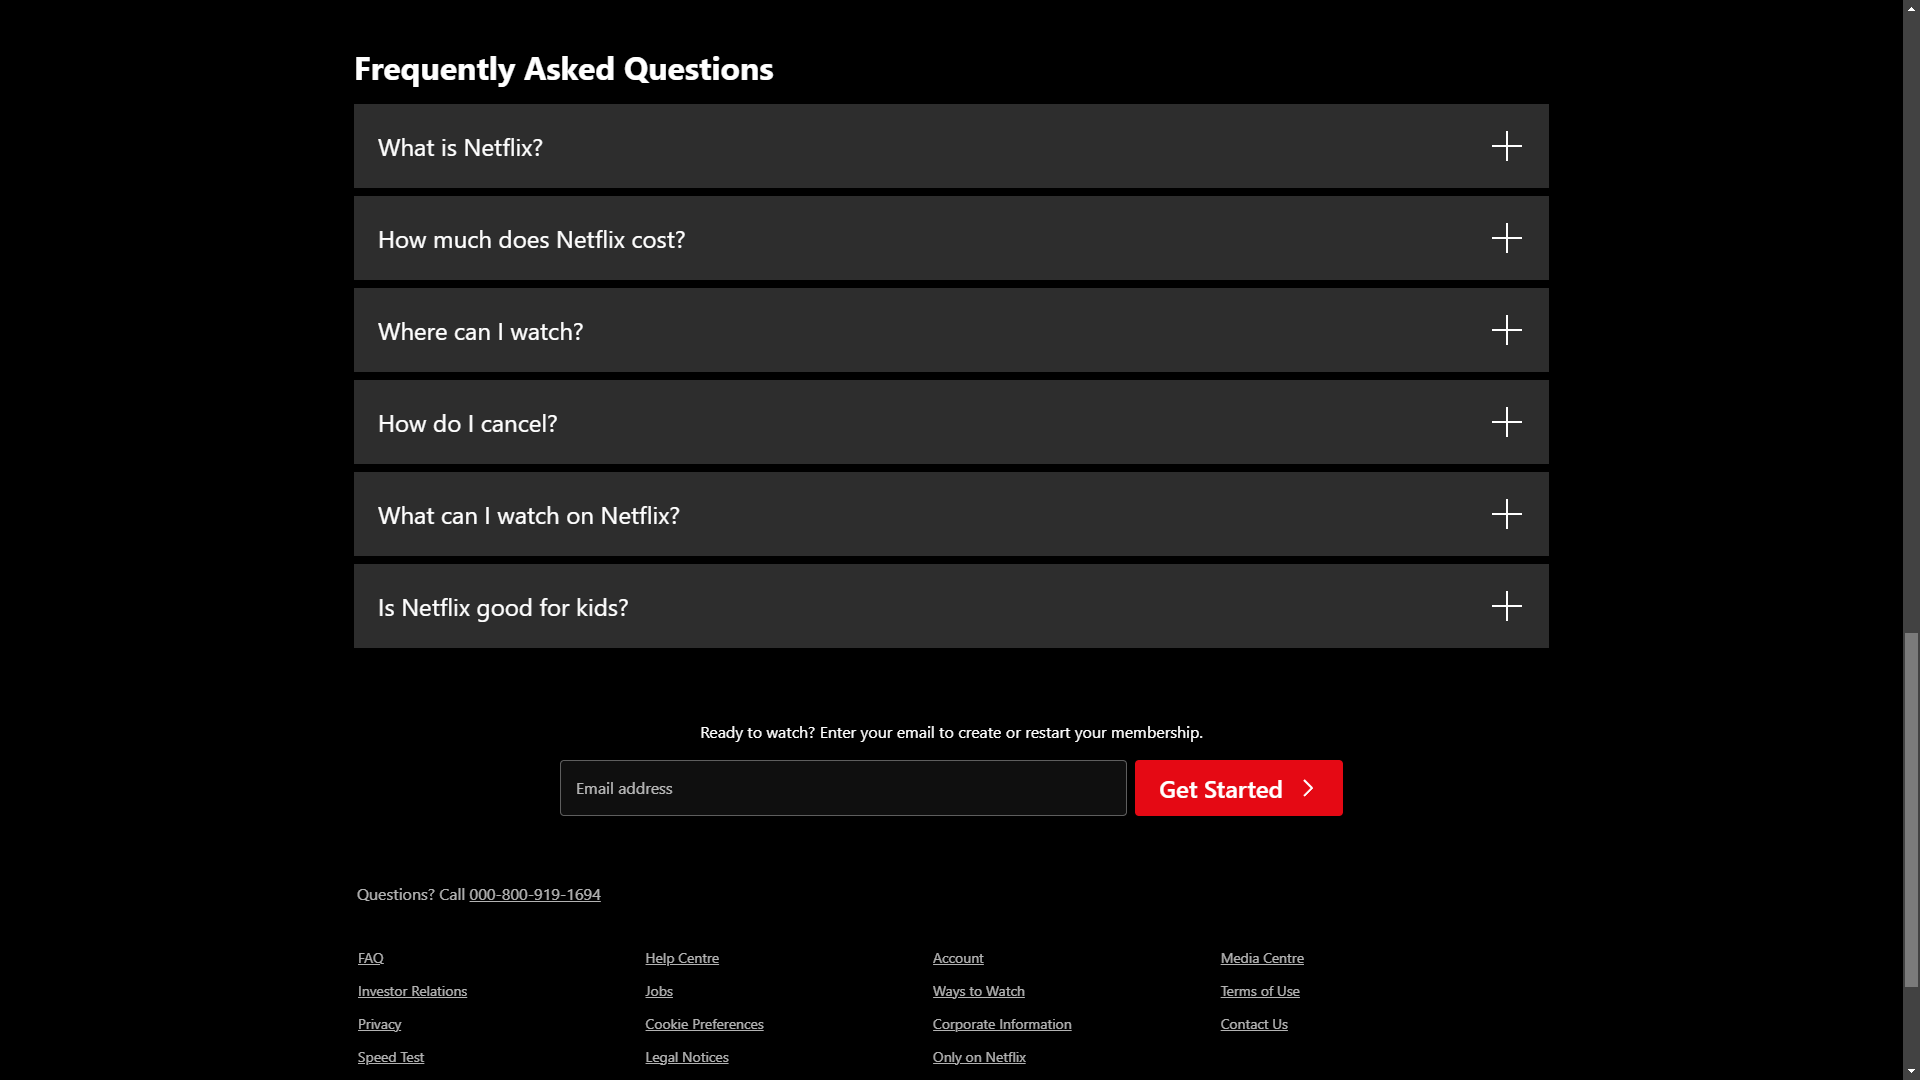 Frequently Asked Questions
What is Netflix?
How much does Netflix cost?
Where can I watch?
How do I cancel?
What can I watch on Netflix?
Is Netflix good for kids?
Ready to watch? Enter your email to create or restart your membership.
Email address
Get Started
Questions? Call 000-800-919-1694
FAQ Help Centre Account Media Centre
Investor Relations Jobs Ways to Watch Terms of Use
Privacy Cookie Preferences Corporate Information Contact Us
Speed Test Legal Notices Only on Netflix